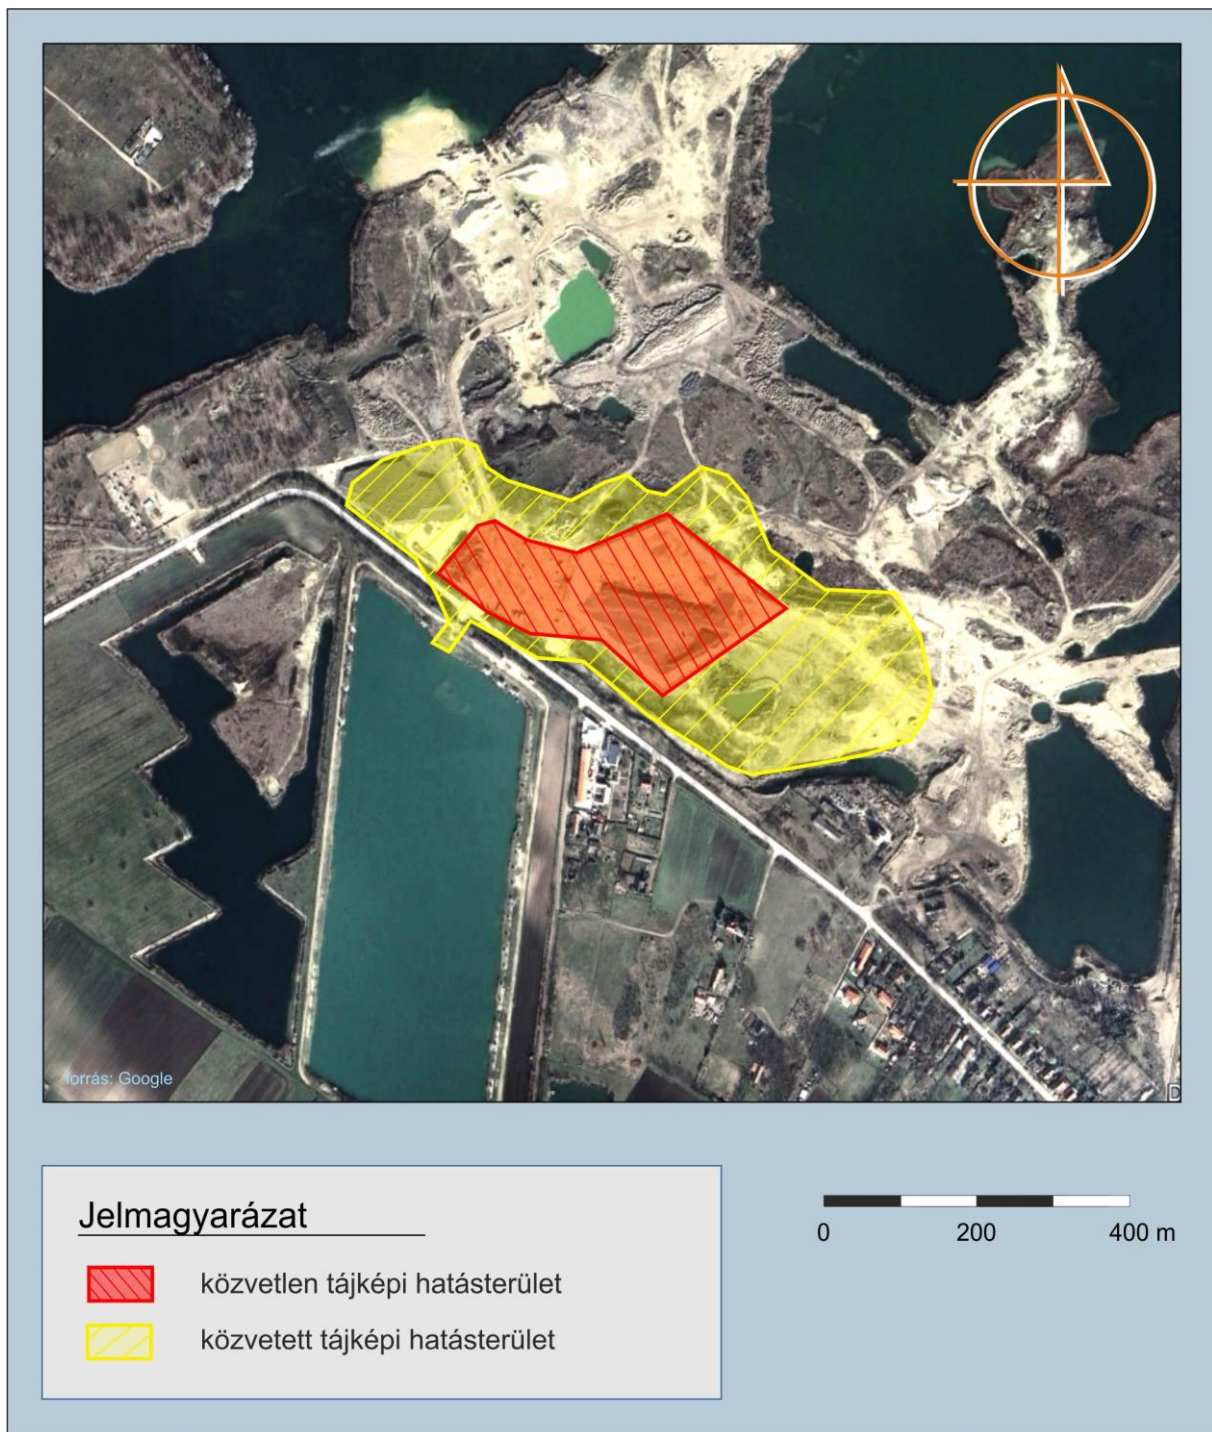 forrás: Google
D
Jelmagyarázat
közvetlen tájképi hatásterület
közvetett tájképi hatásterület
0 200 400 m